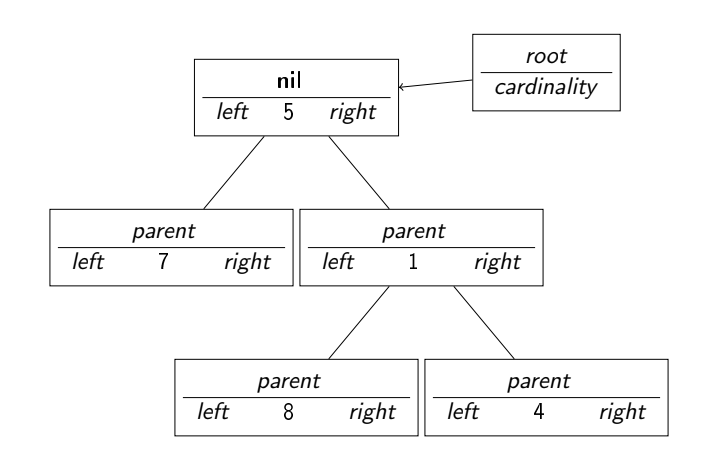 root
nil
cardinality
left 5 right
parent
parent
left 7 right
left 1 right
parent
parent
left 8 right
left 4 right